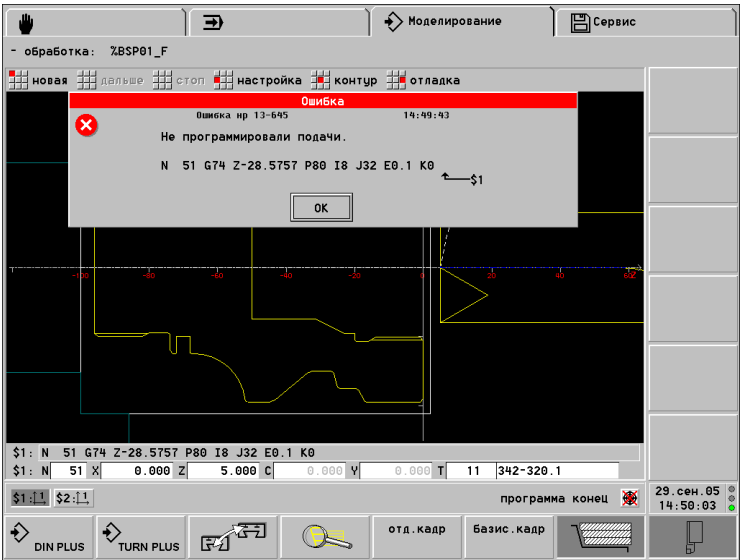 Моделирование
Сервис
- обработка: %BSP01_F
новая дальше стоп настройка контур отладка
Ошибка
Ошибка нр 13-645 14:49:43
Не программировали подачи.
N 51 G74 Z-28.5757 P80 I8 J32 E0.1 K0
$1
OK
-100 -80 -60 -40 -20 0 20 40 60Z
$1: N 51 G74 Z-28.5757 P80 I8 J32 E0.1 K0
$1: N 51 X 0.000 Z 5.000 C 0.000 Y 0.000 T 11 342-320.1
$1: $2: программа конец
29.сен.05
14:50:03
DIN PLUS TURN PLUS отд.кадр Базис.кадр